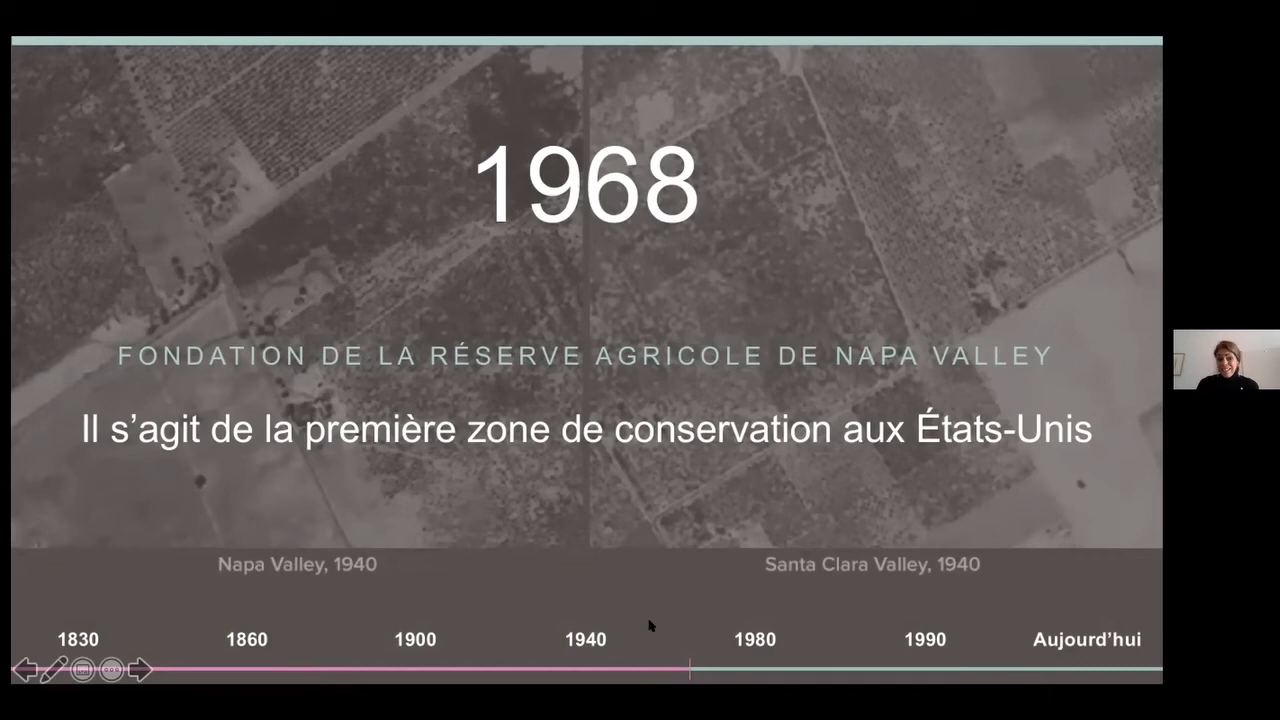 1968
FONDATION DE LA RÉSERVE AGRICOLE DE NAPA VALLEY
Il s’agit de la première zone de conservation aux États-Unis
Napa Valley, 1940
Santa Clara Valley, 1940
1830 1860 1900 1940 1980 1990 Aujourd’hui